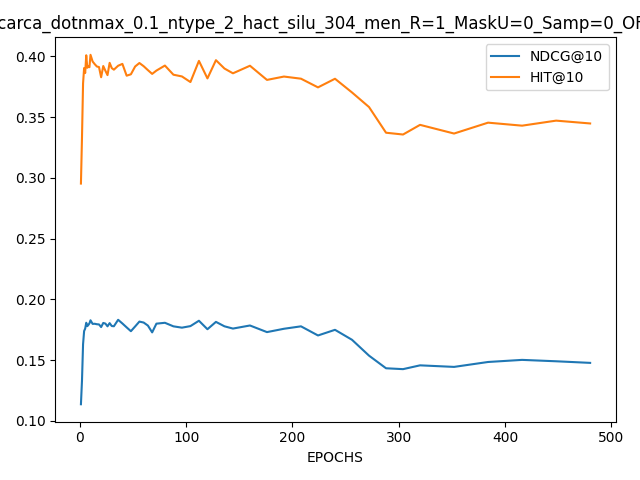 carca_dotnmax_0.1_ntype_2_hact_silu_304_men_R=1_MaskU=0_Samp=0_OF
NDCG@10
HIT@10
0.40
0.35
0.30
0.25
0.20
0.15
0.10
0 100 200 300 400 500
EPOCHS